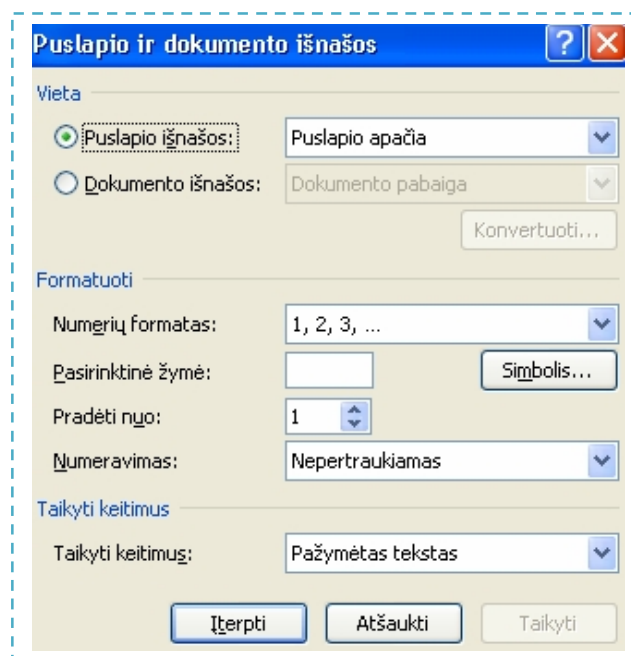 Puslapio ir dokumento išnašos
Vieta
Puslapio išnašos: Puslapio apačia
Dokumento išnašos: Dokumento pabaiga
Konvertuoti...
Formatuoti
Numerių formatas: 1, 2, 3, ...
Pasirinktinė žymė: Simbolis...
Pradėti nuo: 1
Numeravimas: Nepertraukiamas
Taikyti keitimus
Taikyti keitimus: Pažymėtas tekstas
Įterpti Atšaukti Taikyti